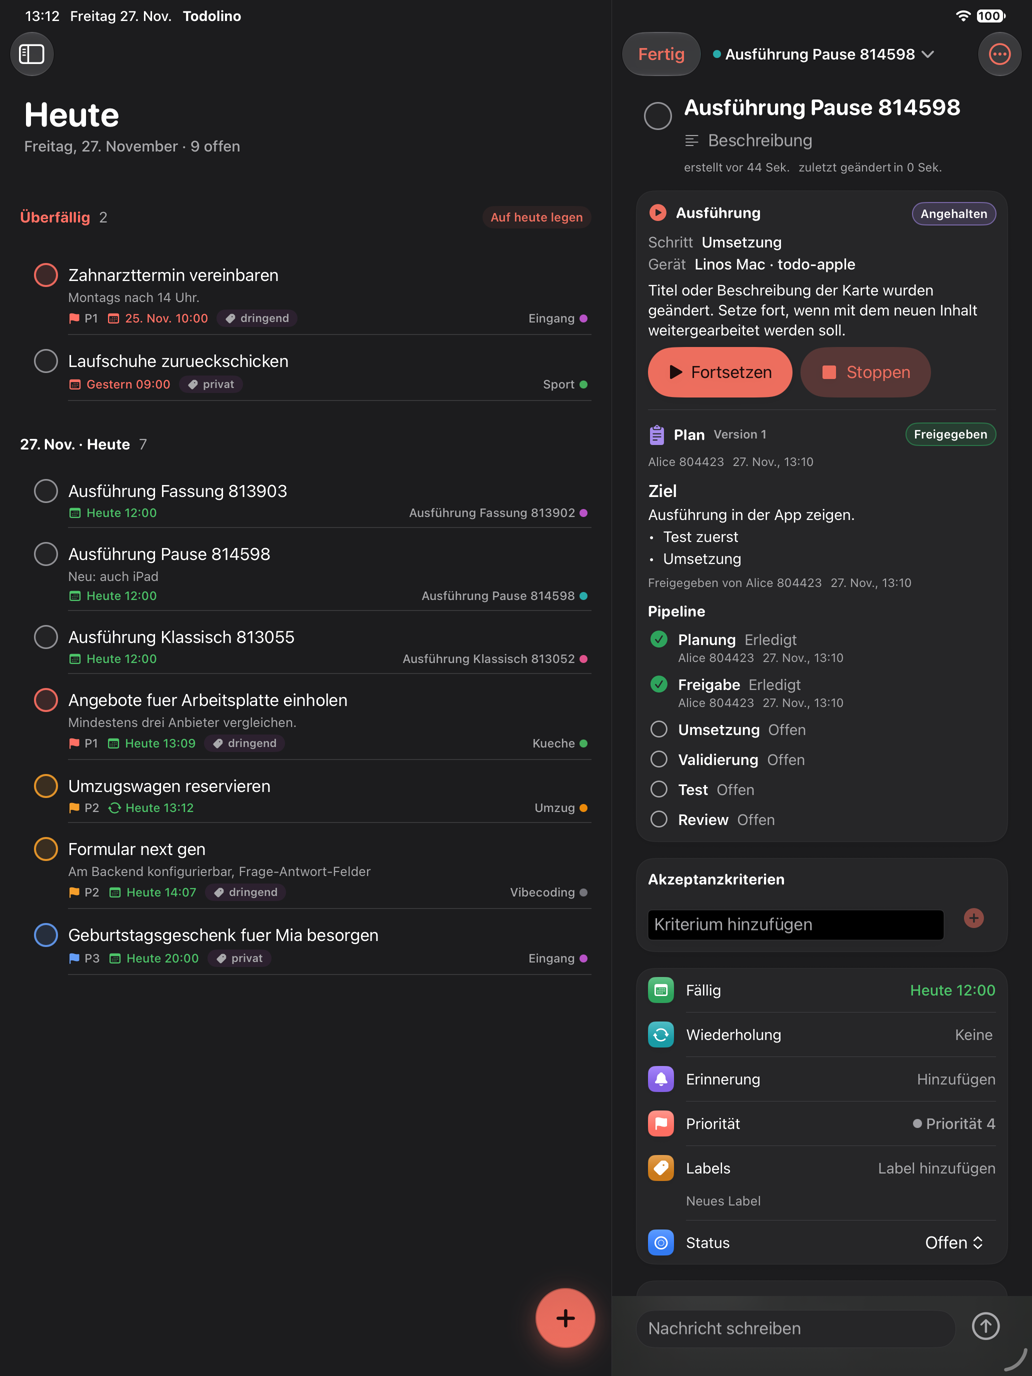 13:12 Freitag 27. Nov. Todolino
100
Heute
Freitag, 27. November · 9 offen
Überfällig 2
Auf heute legen
Zahnarzttermin vereinbaren
Montags nach 14 Uhr.
P1 25. Nov. 10:00 dringend Eingang
Laufschuhe zurueckschicken
Gestern 09:00 privat Sport
27. Nov. · Heute 7
Ausführung Fassung 813903
Heute 12:00 Ausführung Fassung 813902
Ausführung Pause 814598
Neu: auch iPad
Heute 12:00 Ausführung Pause 814598
Ausführung Klassisch 813055
Heute 12:00 Ausführung Klassisch 813052
Angebote fuer Arbeitsplatte einholen
Mindestens drei Anbieter vergleichen.
P1 Heute 13:09 dringend Kueche
Umzugswagen reservieren
P2 Heute 13:12 Umzug
Formular next gen
Am Backend konfigurierbar, Frage-Antwort-Felder
P2 Heute 14:07 dringend Vibecoding
Geburtstagsgeschenk fuer Mia besorgen
P3 Heute 20:00 privat Eingang
Fertig
Ausführung Pause 814598
Ausführung Pause 814598
Beschreibung
erstellt vor 44 Sek. zuletzt geändert in 0 Sek.
Ausführung Angehalten
Schritt Umsetzung
Gerät Linos Mac · todo-apple
Titel oder Beschreibung der Karte wurden
geändert. Setze fort, wenn mit dem neuen Inhalt
weitergearbeitet werden soll.
Fortsetzen Stoppen
Plan Version 1 Freigegeben
Alice 804423 27. Nov., 13:10
Ziel
Ausführung in der App zeigen.
• Test zuerst
• Umsetzung
Freigegeben von Alice 804423 27. Nov., 13:10
Pipeline
Planung Erledigt
Alice 804423 27. Nov., 13:10
Freigabe Erledigt
Alice 804423 27. Nov., 13:10
Umsetzung Offen
Validierung Offen
Test Offen
Review Offen
Akzeptanzkriterien
Kriterium hinzufügen
Fällig Heute 12:00
Wiederholung Keine
Erinnerung Hinzufügen
Priorität Priorität 4
Labels Label hinzufügen
Neues Label
Status Offen
Nachricht schreiben